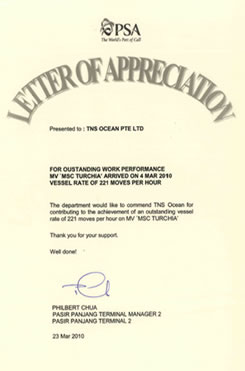 PSA
The World's Port of Call
LETTER OF APPRECIATION
Presented to : TNS OCEAN PTE LTD
FOR OUSTANDING WORK PERFORMANCE
MV 'MSC TURCHIA' ARRIVED ON 4 MAR 2010
VESSEL RATE OF 221 MOVES PER HOUR
The department would like to commend TNS Ocean for
contributing to the achievement of an outstanding vessel
rate of 221 moves per hour on MV 'MSC TURCHIA'
Thank you for your support.
Well done!
PHILBERT CHUA
PASIR PANJANG TERMINAL MANAGER 2
PASIR PANJANG TERMINAL 2
23 Mar 2010